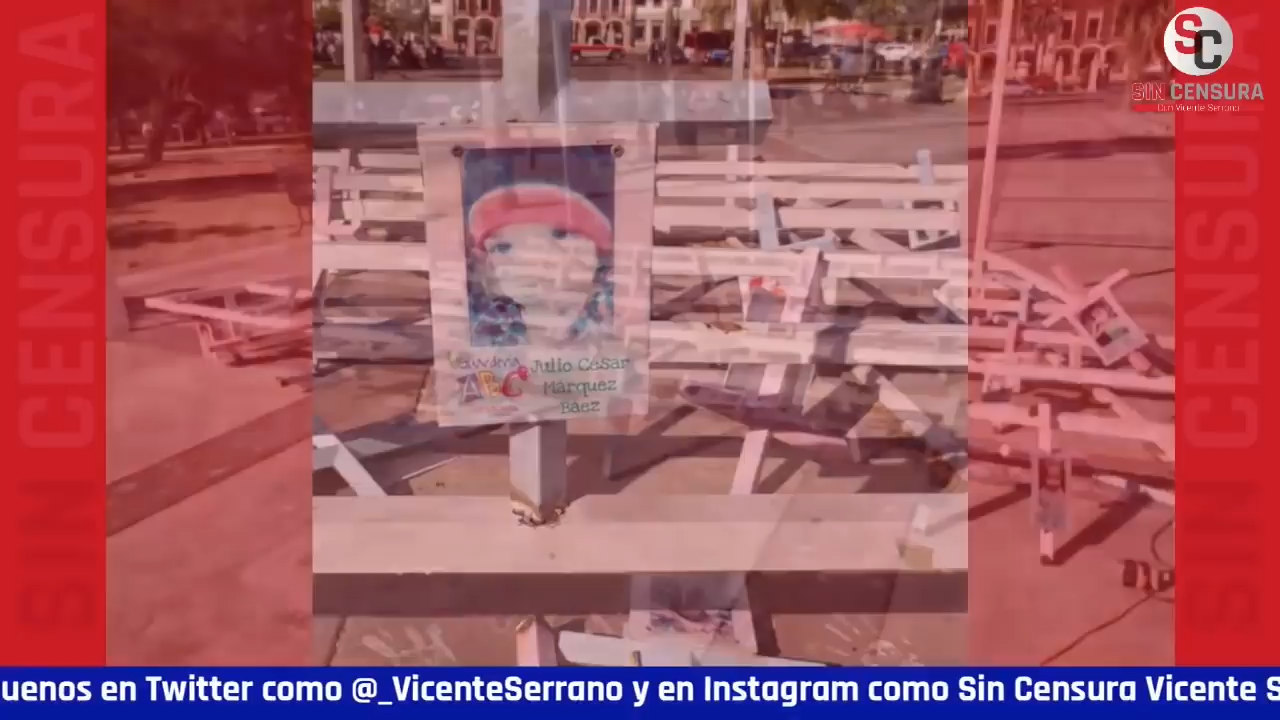 SC
SIN CENSURA
Con Vicente Serrano
SIN CENSURA
SIN CENSURA
ABC
Julio César
Márquez
Báez
uenos en Twitter como @_VicenteSerrano y en Instagram como Sin Censura Vicente S